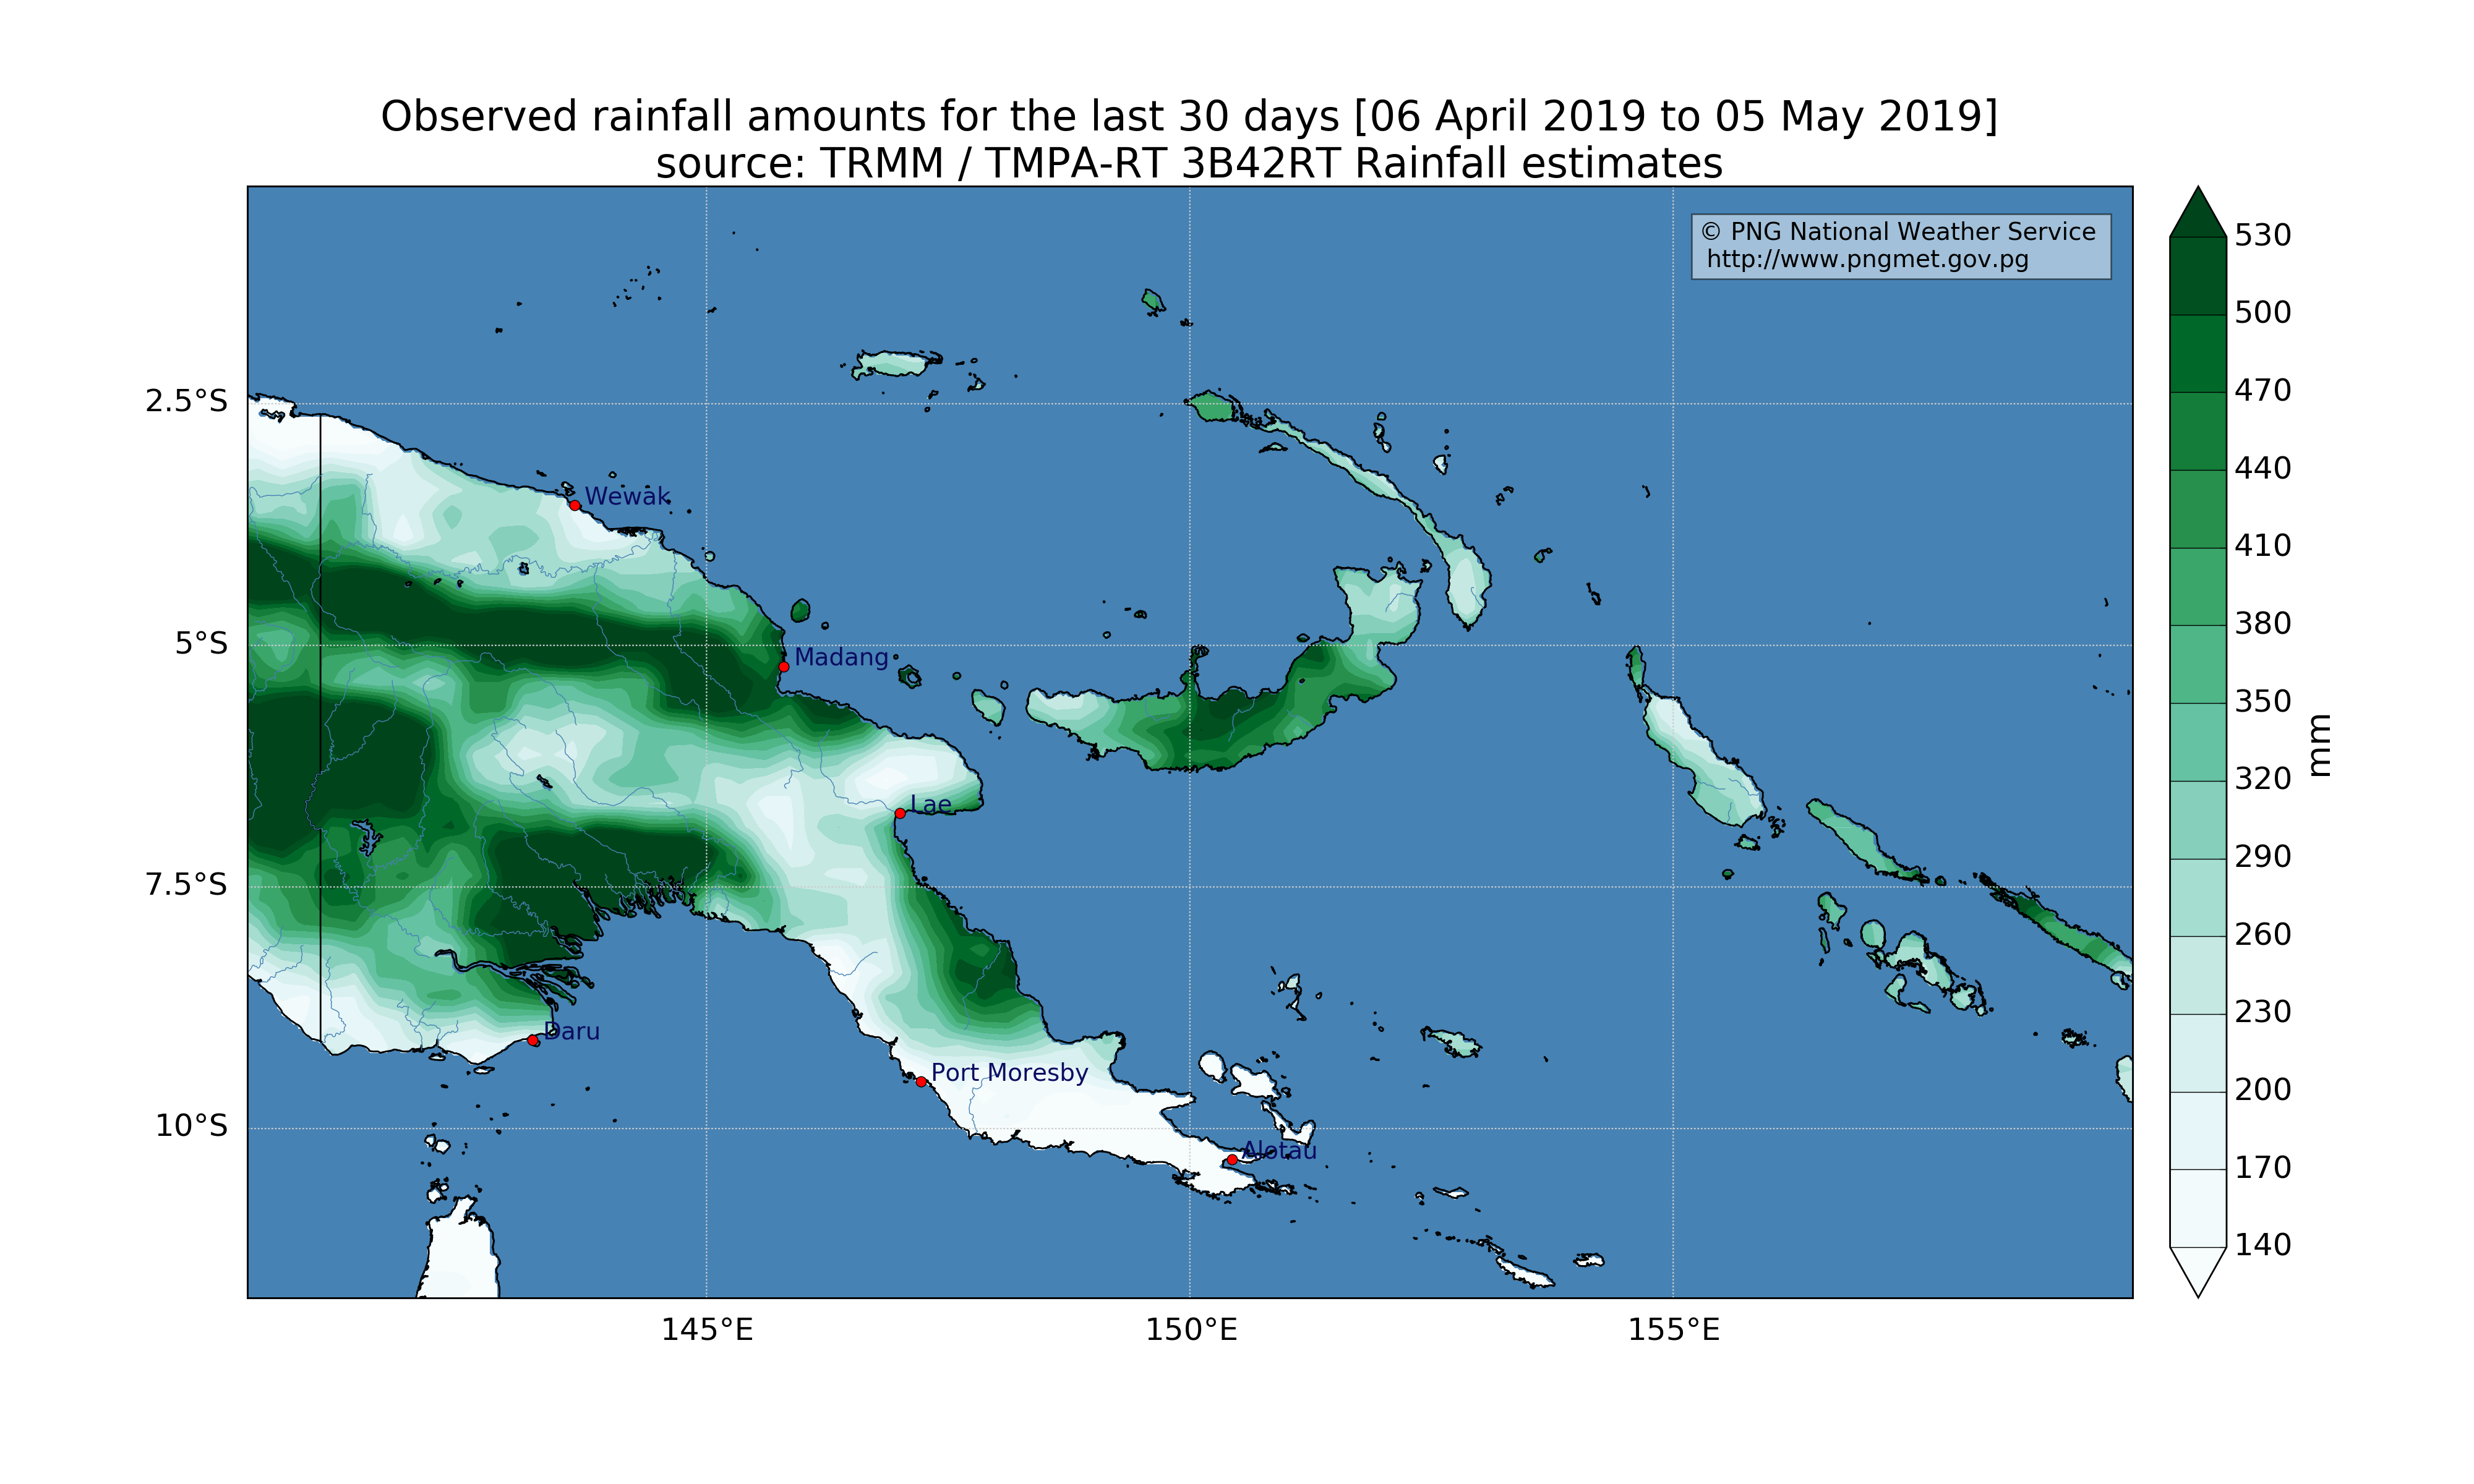 Observed rainfall amounts for the last 30 days [06 April 2019 to 05 May 2019]
source: TRMM / TMPA-RT 3B42RT Rainfall estimates
© PNG National Weather Service
http://www.pngmet.gov.pg
2.5°S
5°S
7.5°S
10°S
Wewak
Madang
Lae
Daru
Port Moresby
Alotau
145°E
150°E
155°E
530
500
470
440
410
380
350
320
290
260
230
200
170
140
mm